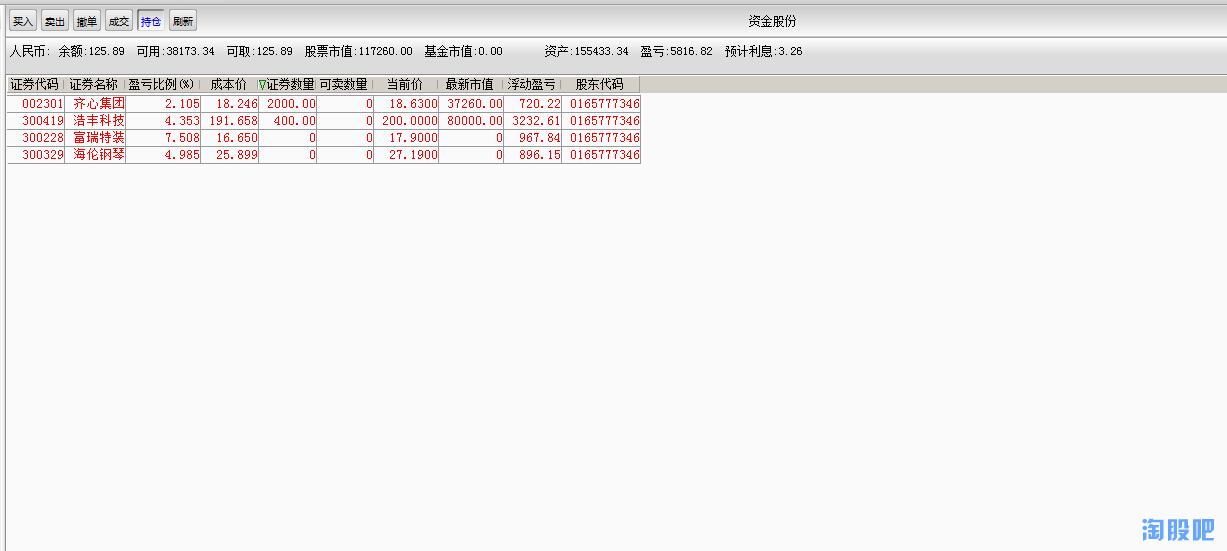 买入 卖出 撤单 成交 持仓 刷新 资金股份
人民币: 余额:125.89 可用:38173.34 可取:125.89 股票市值:117260.00 基金市值:0.00 资产:155433.34 盈亏:5816.82 预计利息:3.26
证券代码 证券名称 盈亏比例(%) 成本价 ▽证券数量 可卖数量 当前价 最新市值 浮动盈亏 股东代码
002301 齐心集团 2.105 18.246 2000.00 0 18.6300 37260.00 720.22 0165777346
300419 浩丰科技 4.353 191.658 400.00 0 200.0000 80000.00 3232.61 0165777346
300228 富瑞特装 7.508 16.650 0 0 17.9000 0 967.84 0165777346
300329 海伦钢琴 4.985 25.899 0 0 27.1900 0 896.15 0165777346
淘股吧